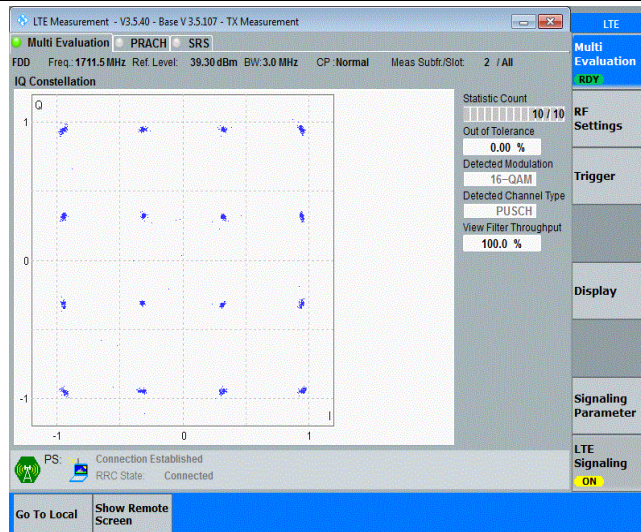 LTE Measurement - V3.5.40 - Base V 3.5.107 - TX Measurement
LTE
Multi Evaluation PRACH SRS
Multi
Evaluation
RDY
FDD Freq.: 1711.5 MHz Ref. Level: 39.30 dBm BW: 3.0 MHz CP : Normal Meas Subfr./Slot: 2 / All
IQ Constellation
Q
1
0
-1
-1 0 1
I
Statistic Count
10 / 10
Out of Tolerance
0.00 %
Detected Modulation
16-QAM
Detected Channel Type
PUSCH
View Filter Throughput
100.0 %
RF
Settings
Trigger
Display
Signaling
Parameter
LTE
Signaling
ON
PS: Connection Established
RRC State: Connected
Go To Local
Show Remote
Screen